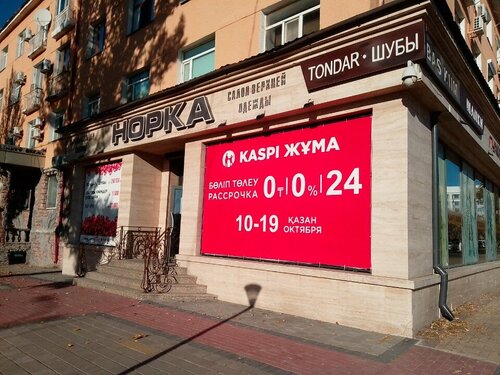 НОРКА
САЛОН ВЕРХНЕЙ
ОДЕЖДЫ
TONDAR • ШУБЫ
KASPI ЖҰМА
БӨЛІП ТӨЛЕУ
РАССРОЧКА
0₸ | 0% | 24
10-19
ҚАЗАН
ОКТЯБРЯ